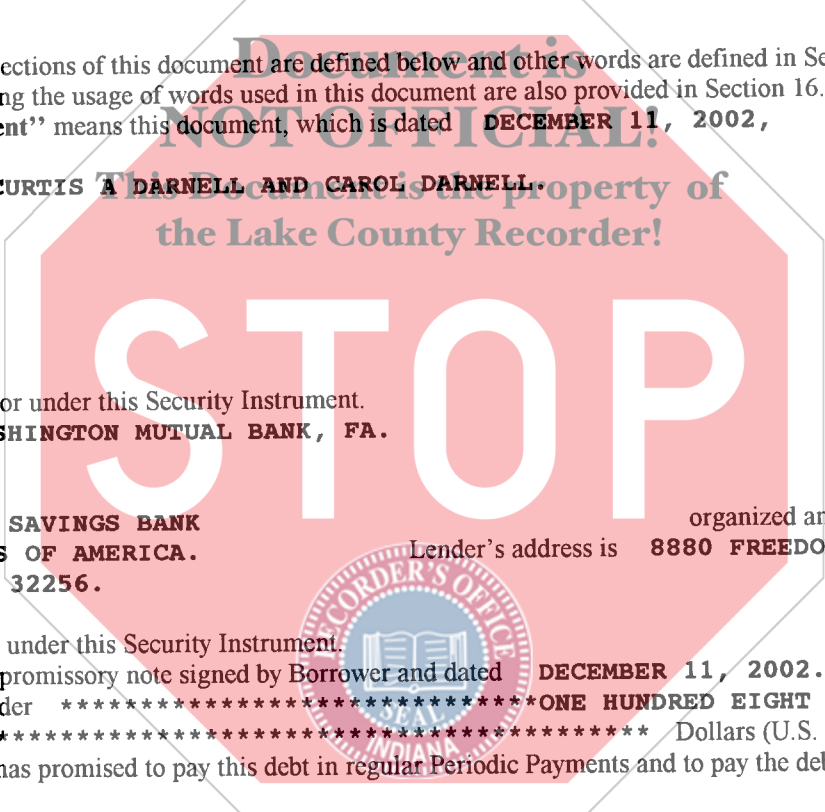 Document is
ections of this document are defined below and other words are defined in Se
ng the usage of words used in this document are also provided in Section 16.
NOT OFFICIAL!
ent” means this document, which is dated DECEMBER 11, 2002,
This Document is the property of
CURTIS A DARNELL AND CAROL DARNELL.
the Lake County Recorder!
STOP
or under this Security Instrument.
SHINGTON MUTUAL BANK, FA.
SAVINGS BANK organized an
S OF AMERICA. Lender’s address is 8880 FREEDO
32256.
RECORDER'S OFFICE
under this Security Instrument.
promissory note signed by Borrower and dated DECEMBER 11, 2002.
der ******************************ONE HUNDRED EIGHT
SEAL
***************************************** Dollars (U.S.
INDIANA
has promised to pay this debt in regular Periodic Payments and to pay the deb